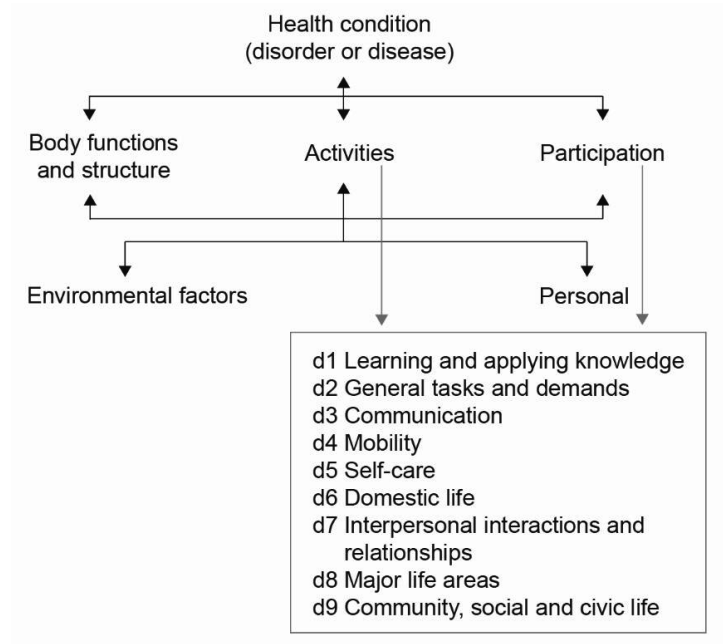 Health condition
(disorder or disease)
Body functions
and structure
Activities
Participation
Environmental factors
Personal
d1 Learning and applying knowledge
d2 General tasks and demands
d3 Communication
d4 Mobility
d5 Self-care
d6 Domestic life
d7 Interpersonal interactions and
relationships
d8 Major life areas
d9 Community, social and civic life